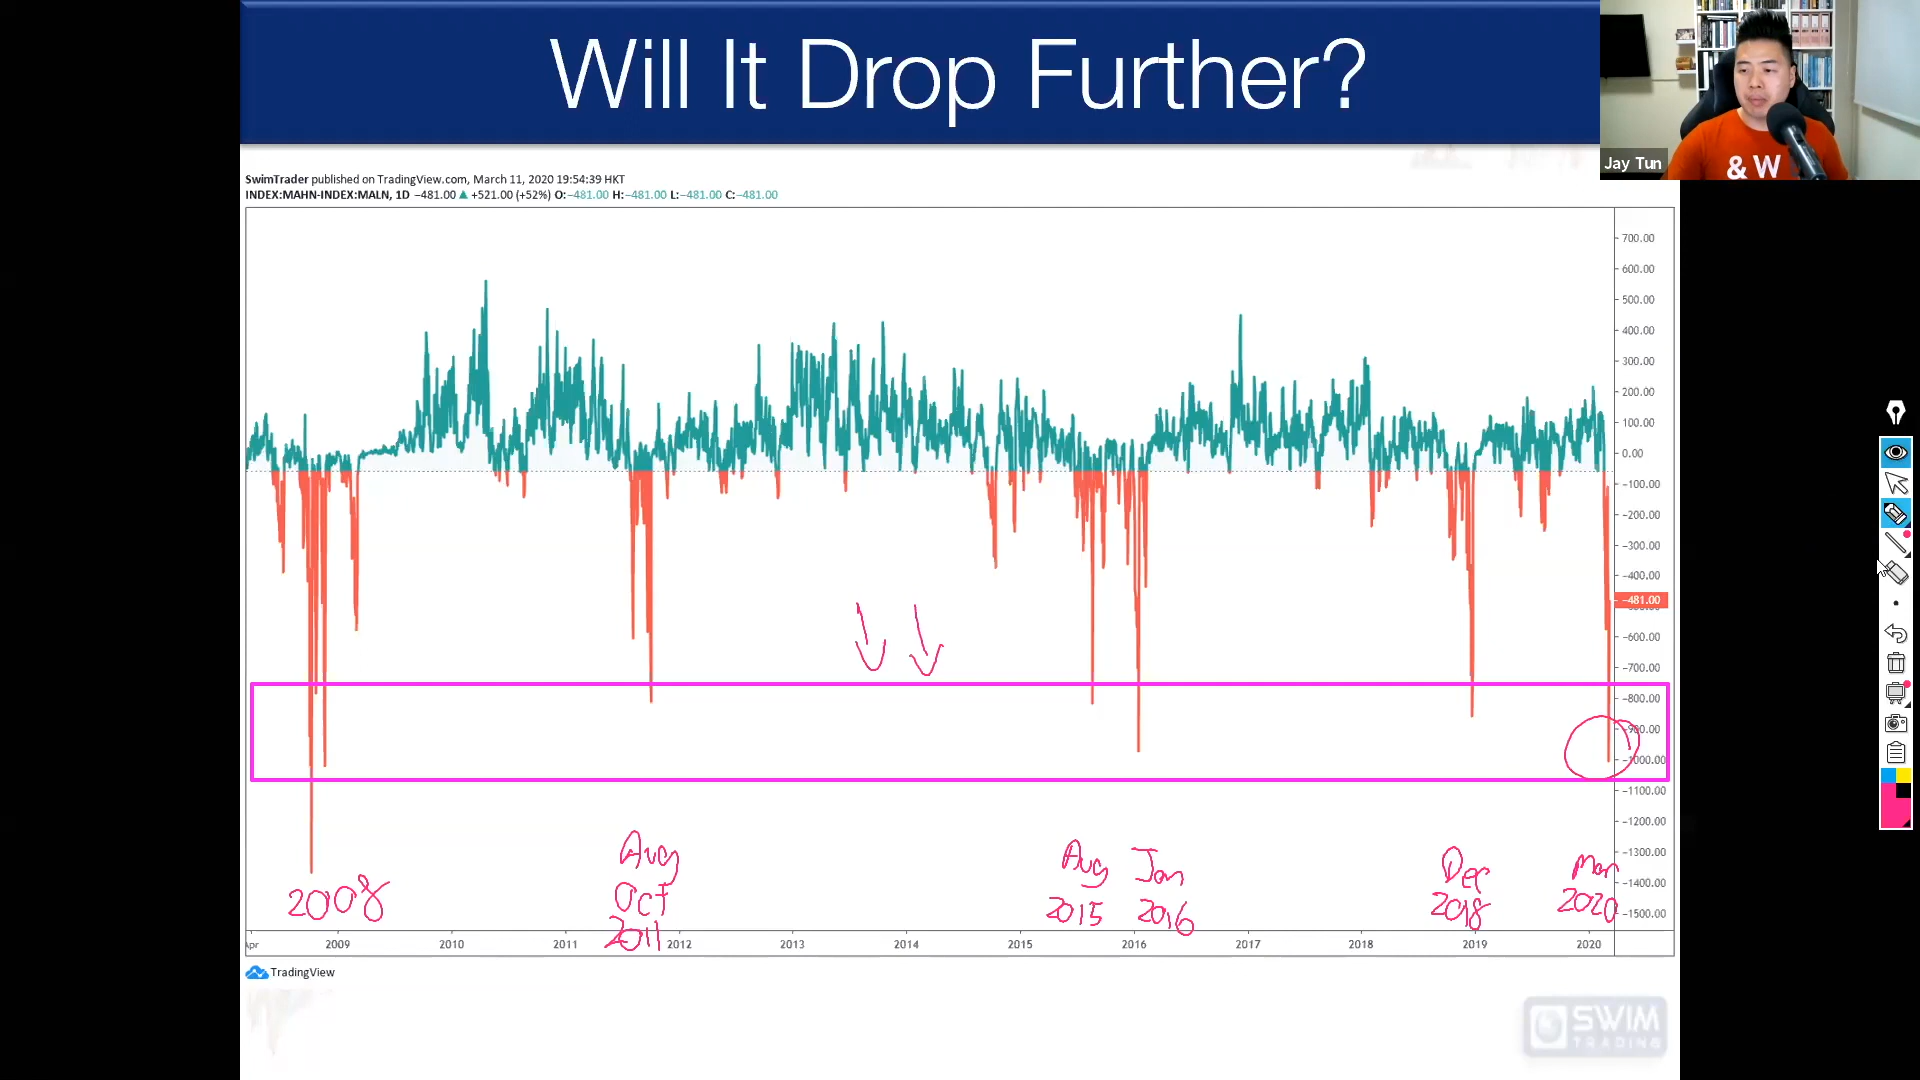 Will It Drop Further?
Jay Tun
& W
SwimTrader published on TradingView.com, March 11, 2020 19:54:39 HKT
INDEX:MAHN-INDEX:MALN, 1D −481.00 ▲ +521.00 (+52%) O:−481.00 H:−481.00 L:−481.00 C:−481.00
700.00
600.00
500.00
400.00
300.00
200.00
100.00
0.00
−100.00
−200.00
−300.00
−400.00
−481.00
−600.00
−700.00
−800.00
−900.00
−1000.00
−1100.00
−1200.00
−1300.00
−1400.00
−1500.00
2008
Aug
Oct
2011
Aug
2015
Jan
2016
Dec
2018
Mar
2020
Apr 2009 2010 2011 2012 2013 2014 2015 2016 2017 2018 2019 2020
TradingView
SWIM
TRADING